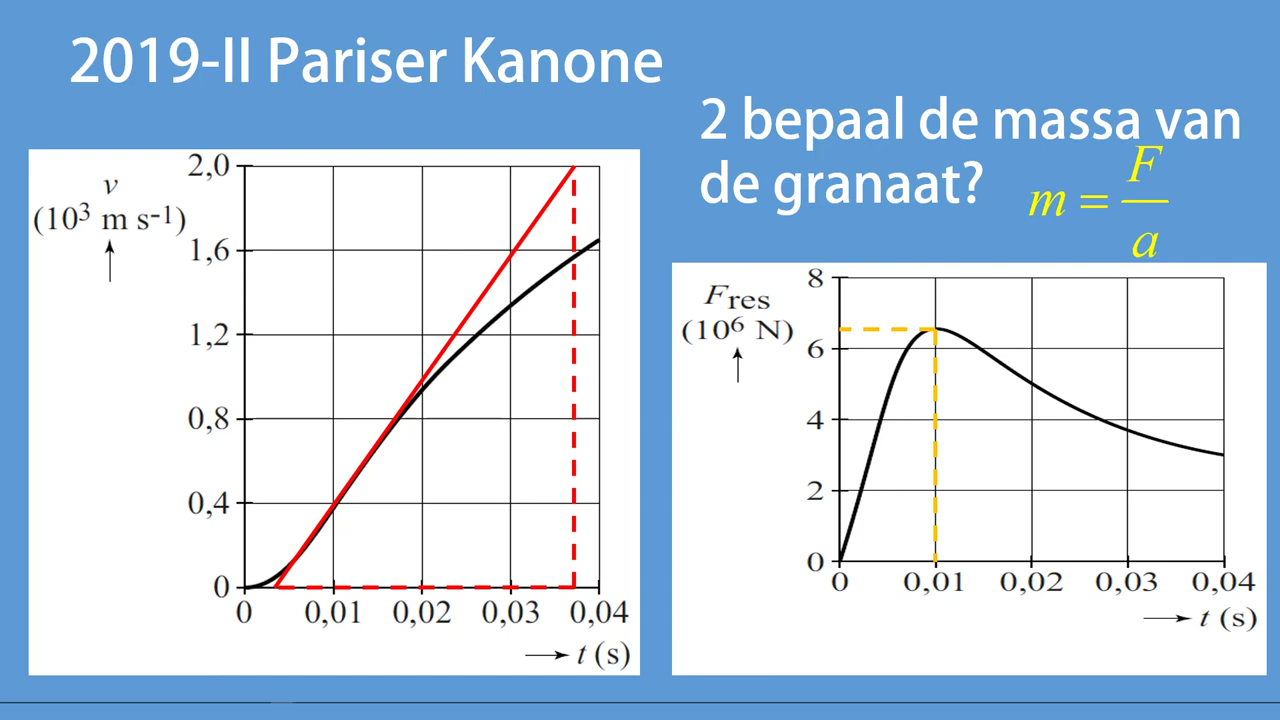 2019-II Pariser Kanone
2 bepaal de massa van
de granaat?
m = F/a
v
(10³ m s-1)
2,0
1,6
1,2
0,8
0,4
0
0 0,01 0,02 0,03 0,04
t (s)
Fres
(10⁶ N)
8
6
4
2
0
0 0,01 0,02 0,03 0,04
t (s)